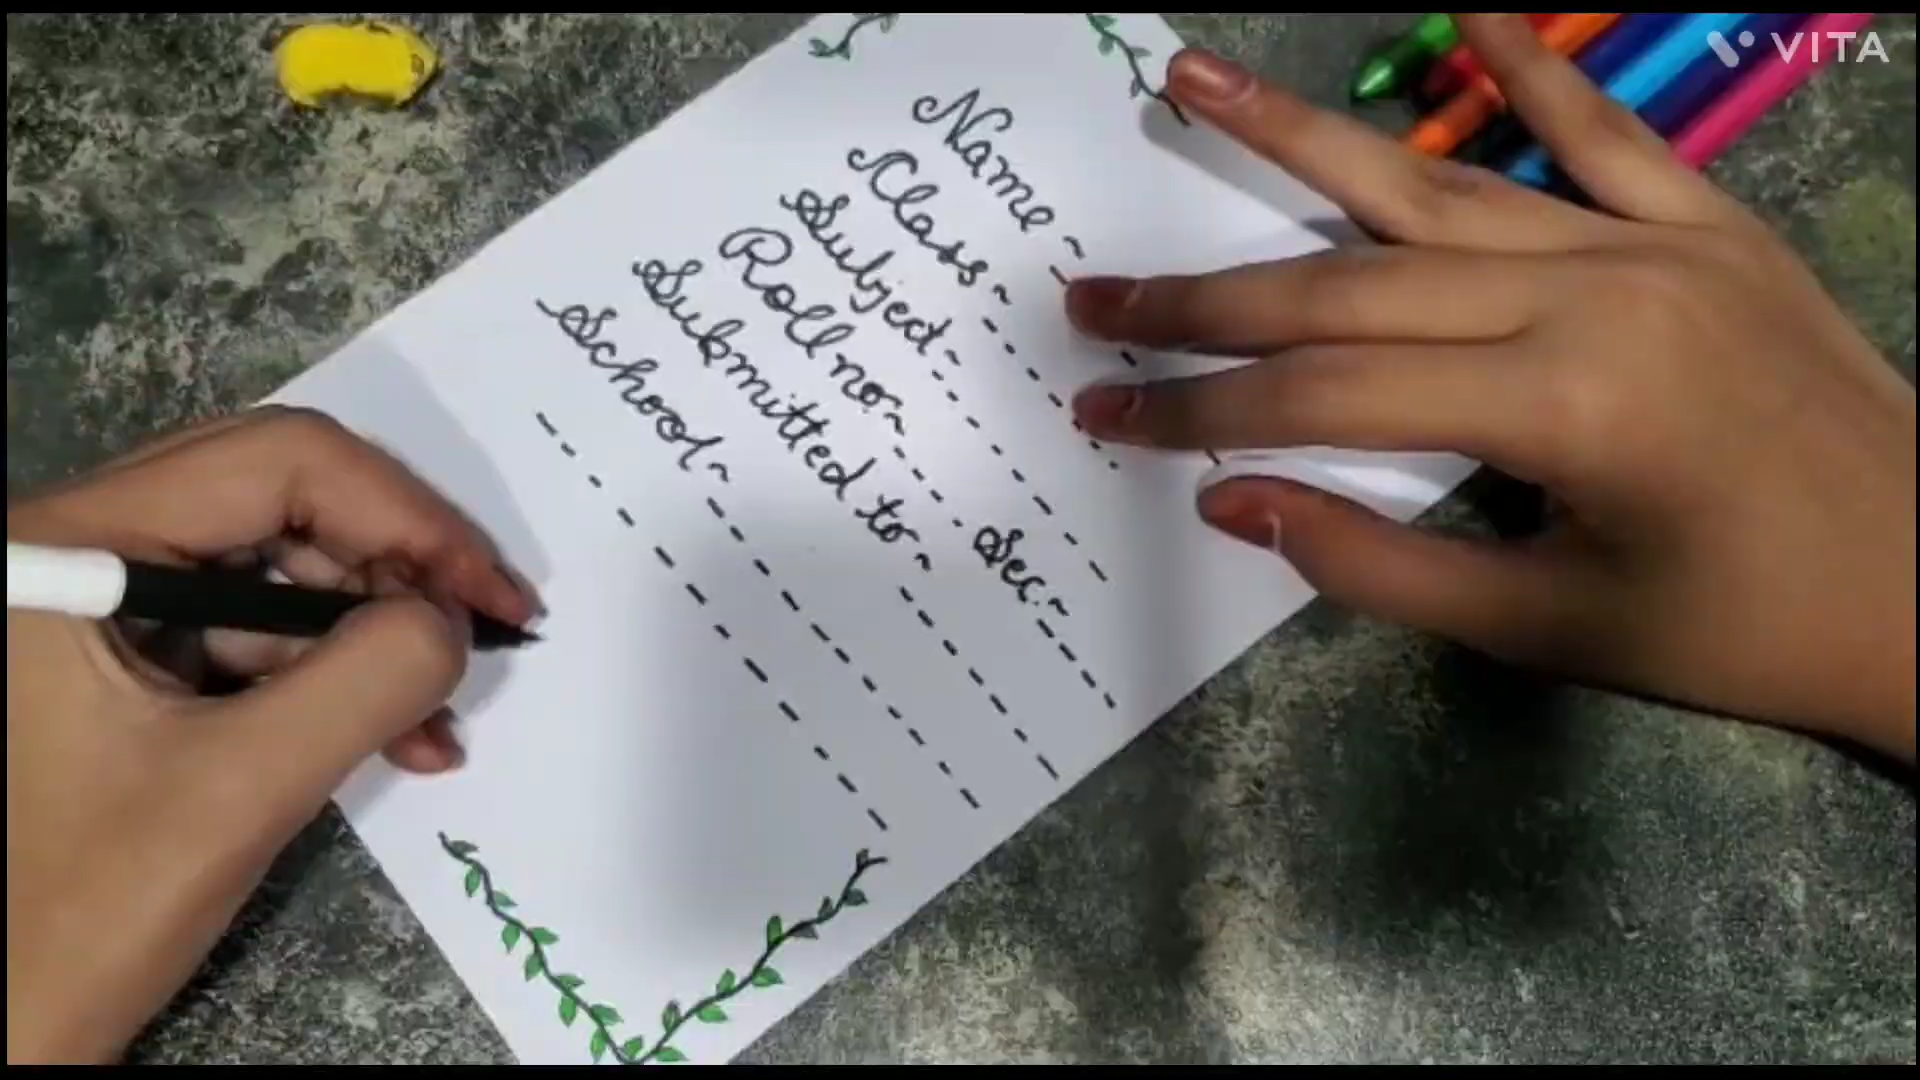 VITA
Name ~
Class ~
Subject ~
Roll no ~ Sec. ~
Submitted to ~
School ~